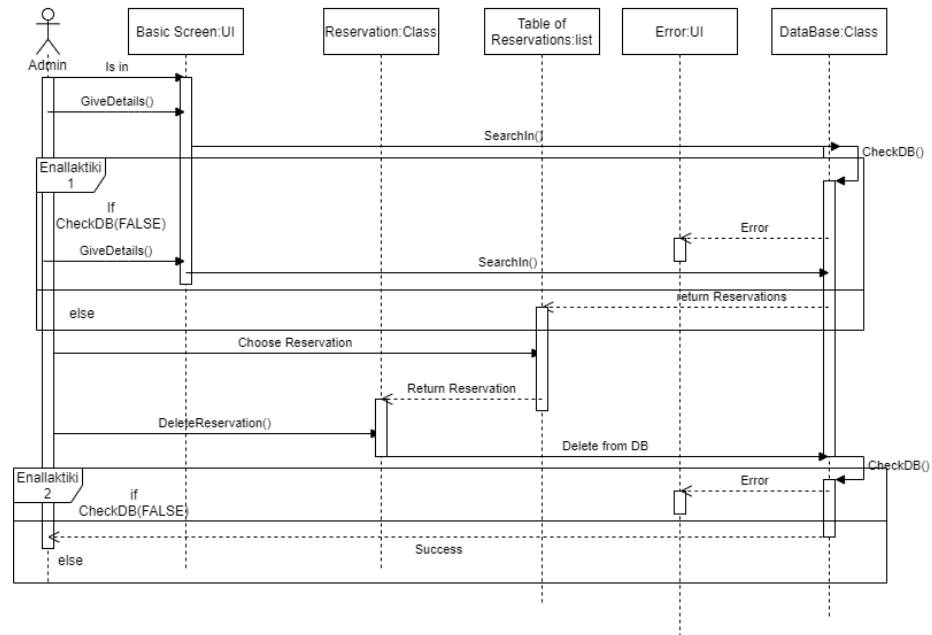 Admin
Basic Screen:UI
Reservation:Class
Table of
Reservations:list
Error:UI
DataBase:Class
Is in
GiveDetails()
SearchIn()
CheckDB()
Enallaktiki
1
If
CheckDB(FALSE)
Error
GiveDetails()
SearchIn()
return Reservations
else
Choose Reservation
Return Reservation
DeleteReservation()
Delete from DB
CheckDB()
Enallaktiki
2
if
CheckDB(FALSE)
Error
Success
else